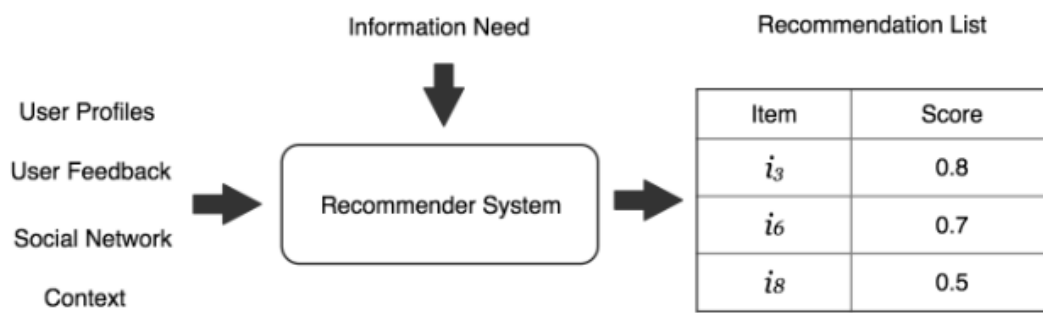 Information Need
Recommendation List
User Profiles
User Feedback
Social Network
Context
Recommender System
Item Score
i3 0.8
i6 0.7
i8 0.5